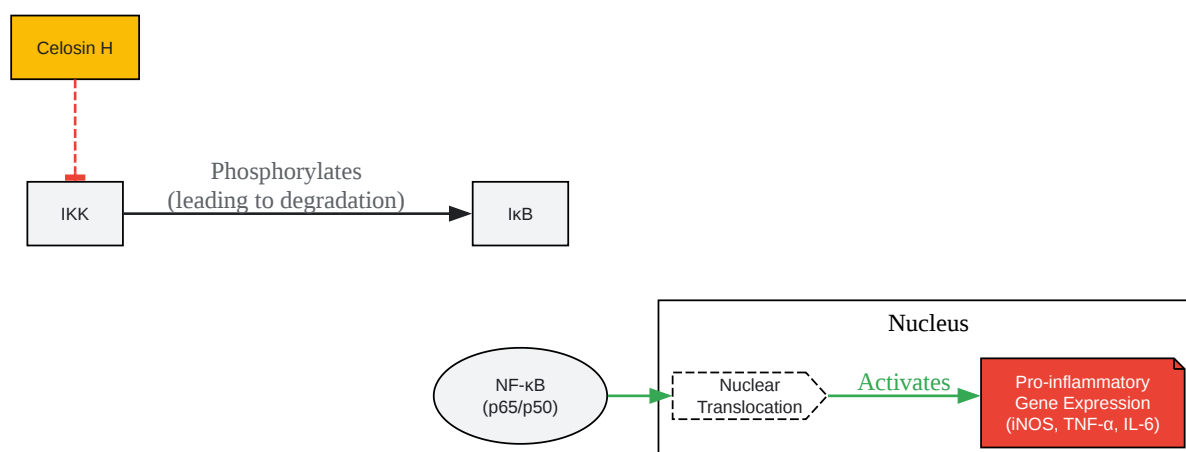 Celosin H
Phosphorylates
(leading to degradation)
IKK
IκB
Nucleus
NF-κB
(p65/p50)
Nuclear
Translocation
Activates
Pro-inflammatory
Gene Expression
(iNOS, TNF-α, IL-6)